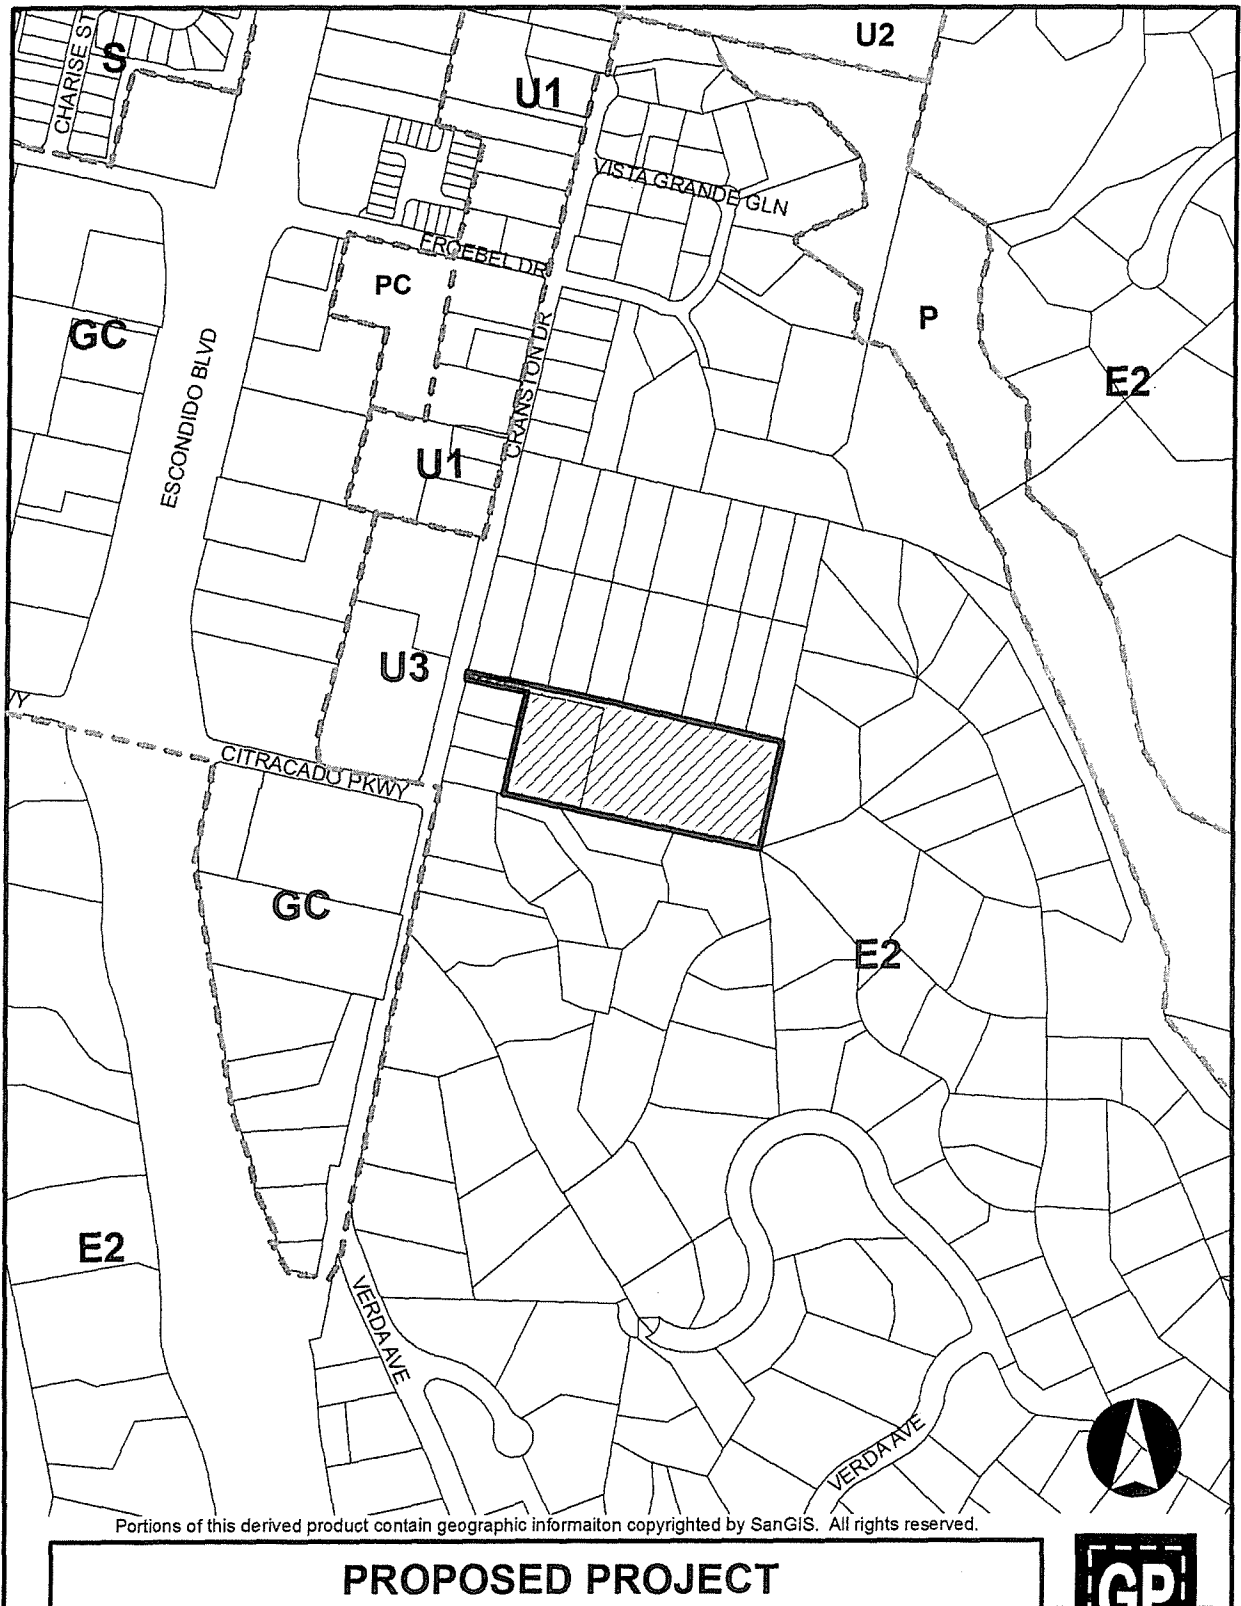 U2
S
CHARISE ST
U1
VISTA GRANDE GLN
FROEBEL DR
PC
P
GC
ESCONDIDO BLVD
CRANSTON DR
E2
U1
U3
WY
CITRACADO PKWY
GC
E2
E2
VERDA AVE
VERDA AVE
Portions of this derived product contain geographic informaiton copyrighted by SanGIS. All rights reserved.
PROPOSED PROJECT
GP